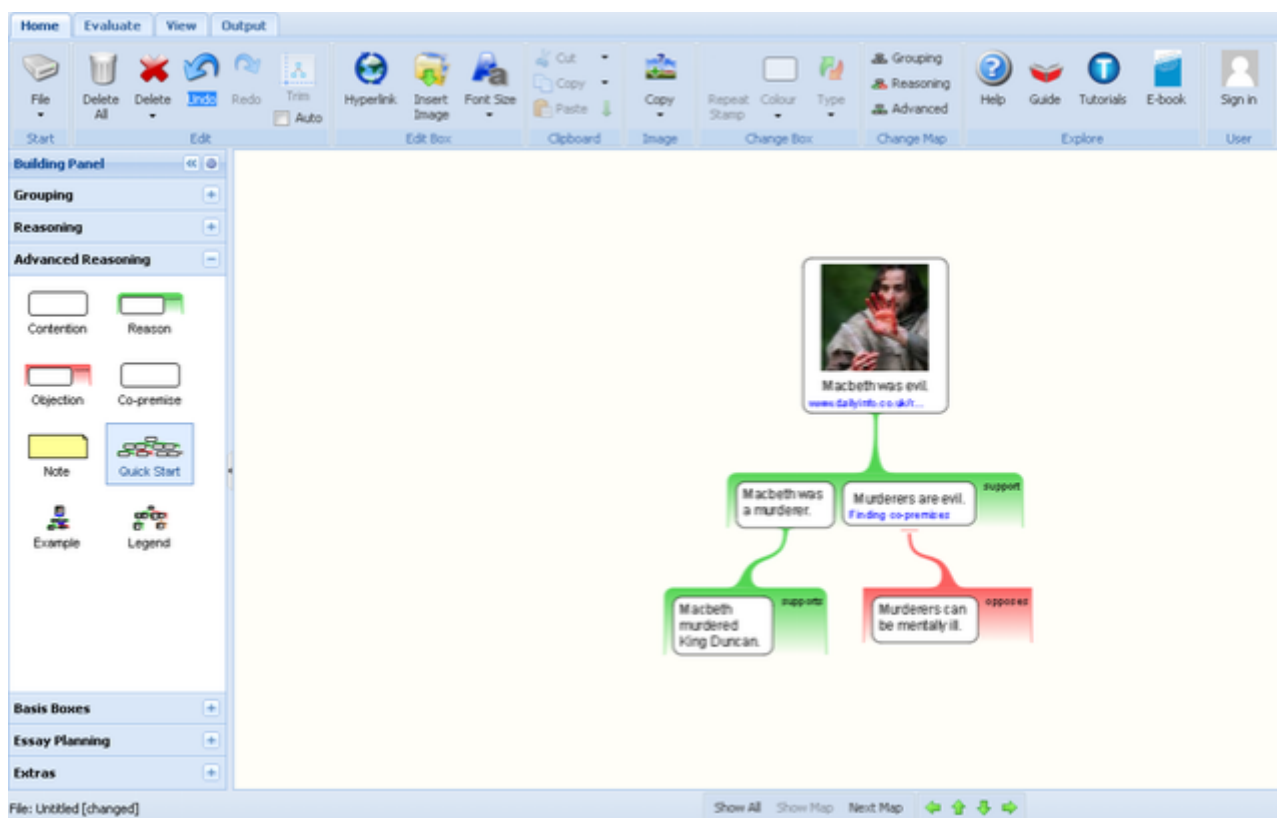 Home Evaluate View Output
File Delete All Delete Undo Redo Trim Auto Hyperlink Insert Image Font Size Cut Copy Paste Copy Repeat Stamp Colour Type Grouping Reasoning Advanced Help Guide Tutorials E-book Sign in
Start Edit Edit Box Clipboard Image Change Box Change Map Explore User
Building Panel
Grouping
Reasoning
Advanced Reasoning
Contention Reason
Objection Co-premise
Note Quick Start
Example Legend
Basis Boxes
Essay Planning
Extras
Macbeth was evil.
www.dailyinfo.co.uk/r...
support
Macbeth was
a murderer.
Murderers are evil.
Finding co-premises
supports
Macbeth
murdered
King Duncan.
opposes
Murderers can
be mentally ill.
File: Untitled [changed] Show All Show Map Next Map